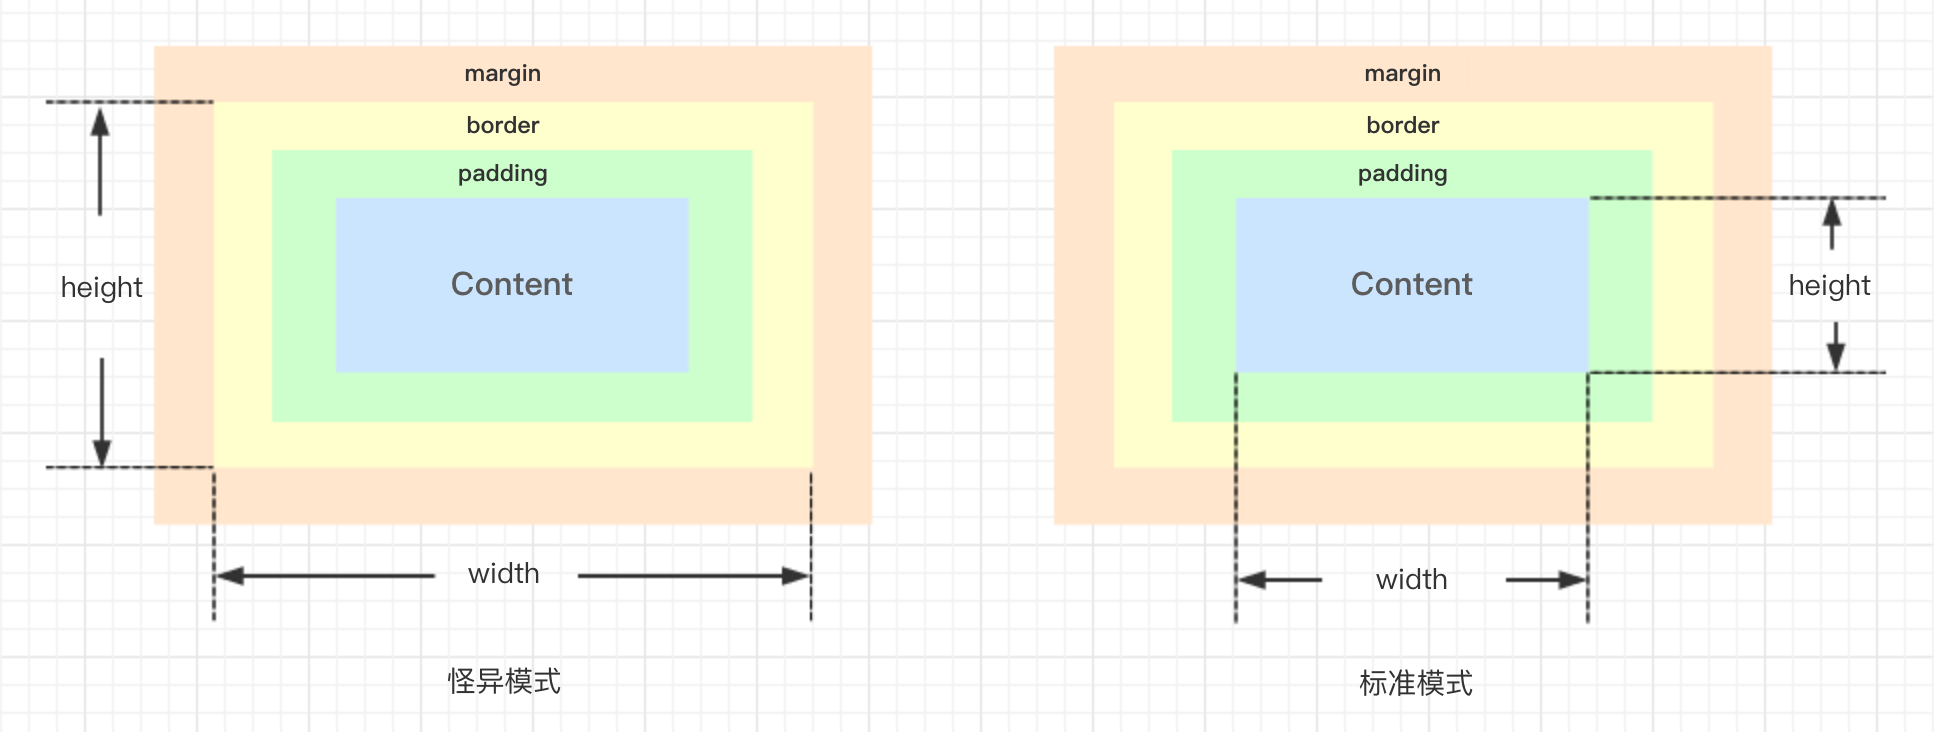 margin
border
padding
Content
height
width
怪异模式
margin
border
padding
Content
height
width
标准模式